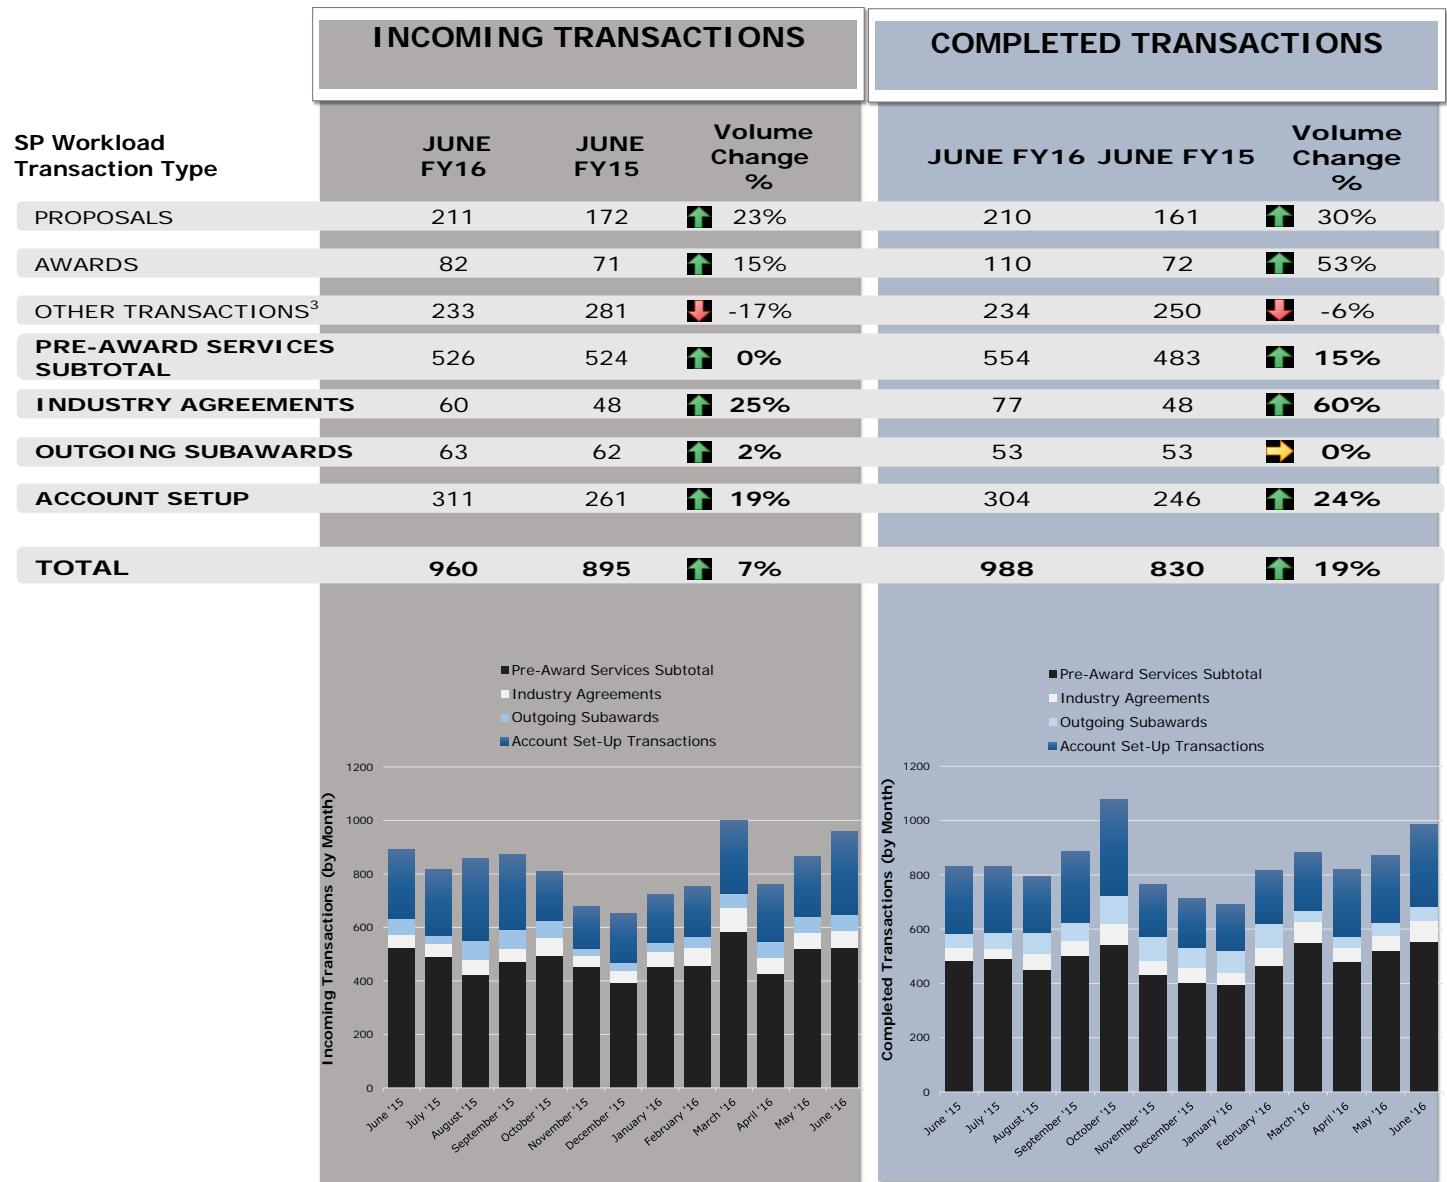 INCOMING TRANSACTIONS
COMPLETED TRANSACTIONS
SP Workload
Transaction Type
JUNE
FY16
JUNE
FY15
Volume
Change
%
JUNE FY16 JUNE FY15
Volume
Change
%
PROPOSALS 211 172 23% 210 161 30%
AWARDS 82 71 15% 110 72 53%
OTHER TRANSACTIONS3 233 281 -17% 234 250 -6%
PRE-AWARD SERVICES
SUBTOTAL 526 524 0% 554 483 15%
INDUSTRY AGREEMENTS 60 48 25% 77 48 60%
OUTGOING SUBAWARDS 63 62 2% 53 53 0%
ACCOUNT SETUP 311 261 19% 304 246 24%
TOTAL 960 895 7% 988 830 19%
Pre-Award Services Subtotal
Industry Agreements
Outgoing Subawards
Account Set-Up Transactions
Incoming Transactions (by Month)
1200
1000
800
600
400
200
0
June '15
July '15
August '15
September '15
October '15
November '15
December '15
January '16
February '16
March '16
April '16
May '16
June '16
Pre-Award Services Subtotal
Industry Agreements
Outgoing Subawards
Account Set-Up Transactions
Completed Transactions (by Month)
1200
1000
800
600
400
200
0
June '15
July '15
August '15
September '15
October '15
November '15
December '15
January '16
February '16
March '16
April '16
May '16
June '16